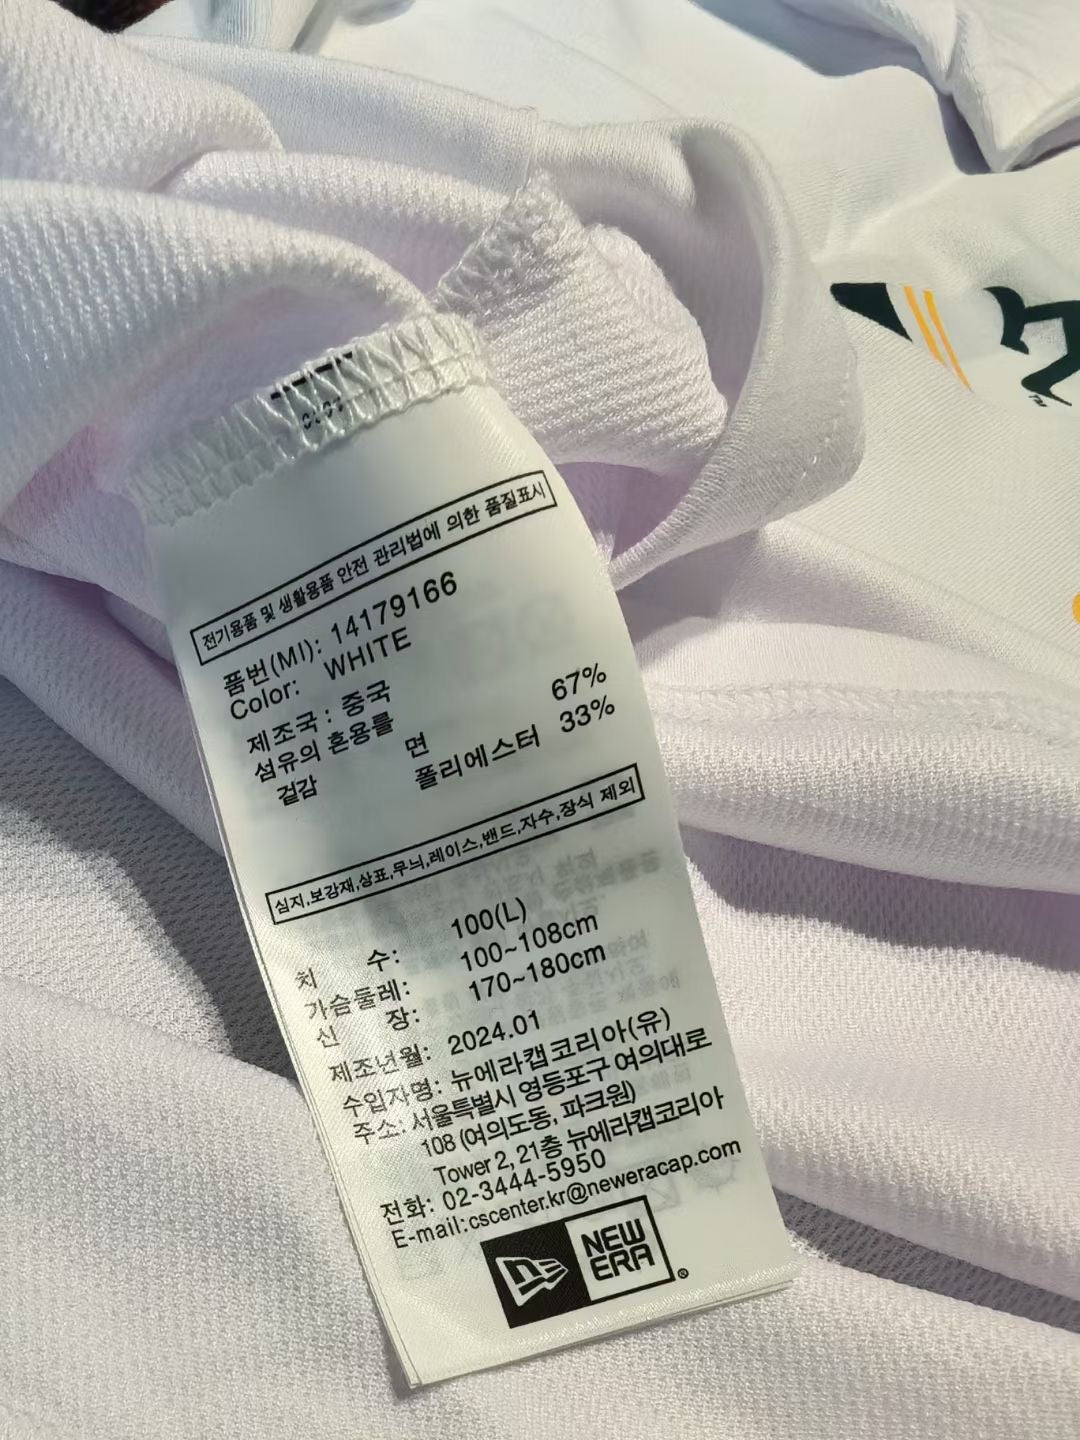 전기용품 및 생활용품 안전 관리법에 의한 품질표시
품번(MI): 14179166
Color: WHITE
제조국 : 중국
섬유의 혼용률
겉감 면 67%
폴리에스터 33%
심지,보강재,상표,무늬,레이스,밴드,자수,장식 제외
치 수: 100(L)
가슴둘레: 100~108cm
신 장: 170~180cm
제조년월: 2024.01
수입자명: 뉴에라캡코리아(유)
주소: 서울특별시 영등포구 여의대로
108 (여의도동, 파크원)
Tower 2, 21층 뉴에라캡코리아
전화: 02-3444-5950
E-mail:cscenter.kr@neweracap.com
NEW
ERA®
TM